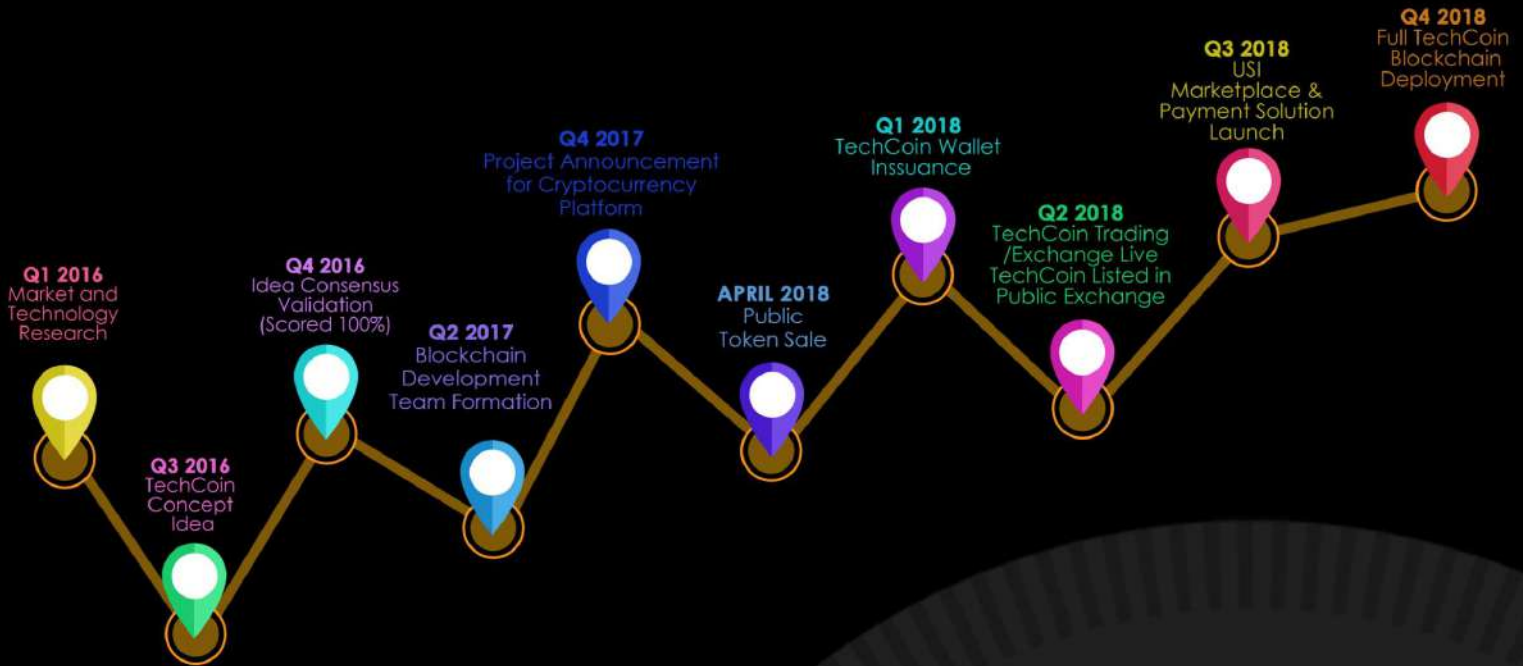 Q1 2016
Market and
Technology
Research
Q3 2016
TechCoin
Concept
Idea
Q4 2016
Idea Consensus
Validation
(Scored 100%)
Q2 2017
Blockchain
Development
Team Formation
Q4 2017
Project Announcement
for Cryptocurrency
Platform
APRIL 2018
Public
Token Sale
Q1 2018
TechCoin Wallet
Inssuance
Q2 2018
TechCoin Trading
/Exchange Live
TechCoin Listed in
Public Exchange
Q3 2018
USI
Marketplace &
Payment Solution
Launch
Q4 2018
Full TechCoin
Blockchain
Deployment